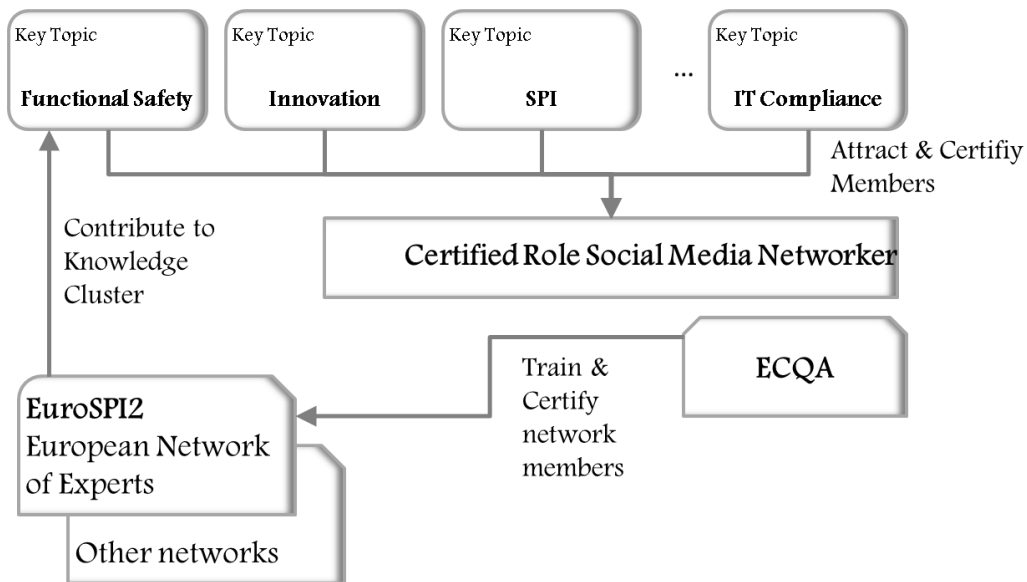 Key Topic
Functional Safety
Key Topic
Innovation
Key Topic
SPI
...
Key Topic
IT Compliance
Attract & Certifiy
Members
Contribute to
Knowledge
Cluster
Certified Role Social Media Networker
ECQA
Train &
Certify
network
members
EuroSPI2
European Network
of Experts
Other networks